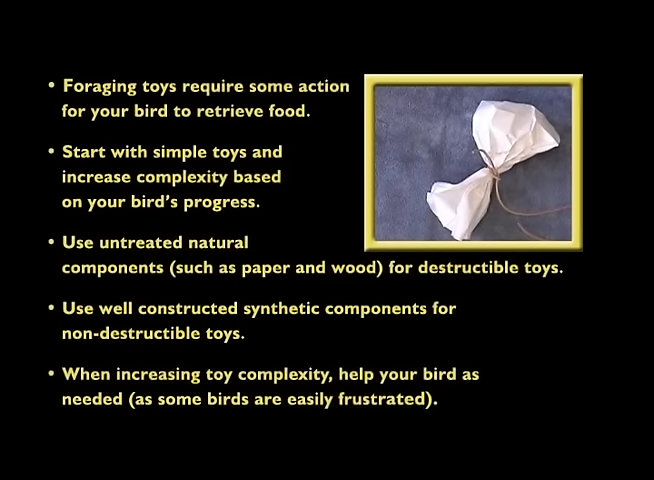 • Foraging toys require some action
for your bird to retrieve food.
• Start with simple toys and
increase complexity based
on your bird's progress.
• Use untreated natural
components (such as paper and wood) for destructible toys.
• Use well constructed synthetic components for
non-destructible toys.
• When increasing toy complexity, help your bird as
needed (as some birds are easily frustrated).